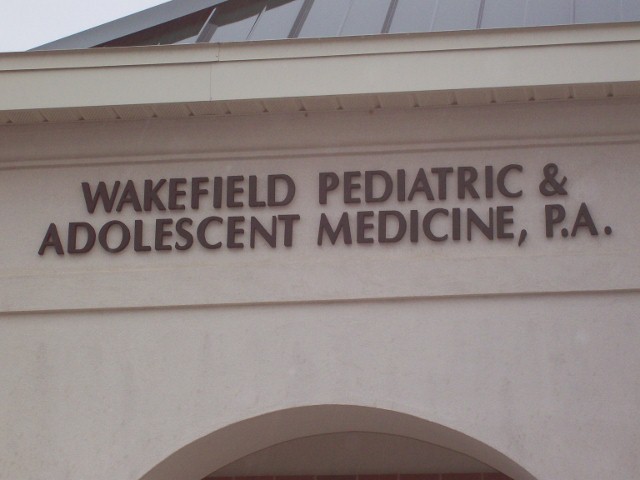 WAKEFIELD PEDIATRIC &
ADOLESCENT MEDICINE, P.A.